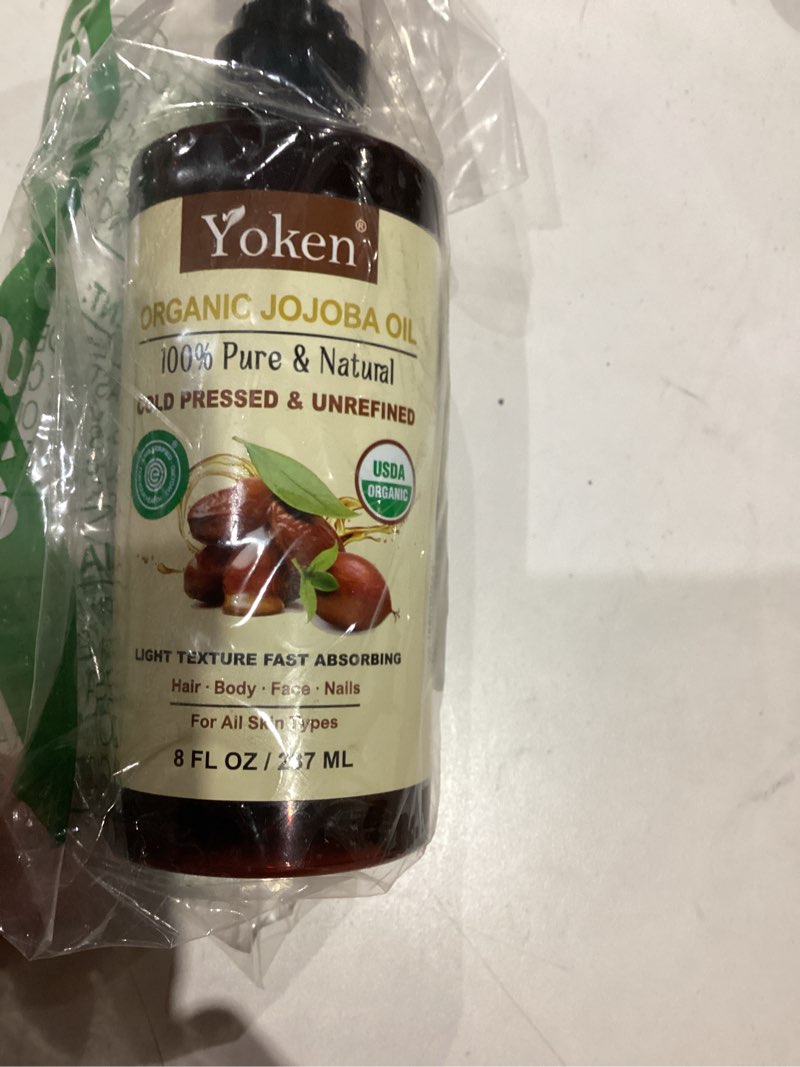 Yoken®
ORGANIC JOJOBA OIL
100% Pure & Natural
COLD PRESSED & UNREFINED
USDA
ORGANIC
LIGHT TEXTURE FAST ABSORBING
Hair · Body · Face · Nails
For All Skin Types
8 FL OZ / 237 ML